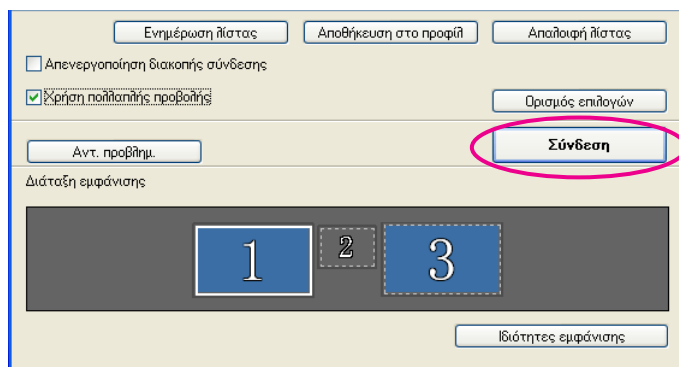 Ενημέρωση λίστας Αποθήκευση στο προφίλ Απαλοιφή λίστας
Απενεργοποίηση διακοπής σύνδεσης
Χρήση πολλαπλής προβολής Ορισμός επιλογών
Αντ. προβλημ. Σύνδεση
Διάταξη εμφάνισης
1 2 3
Ιδιότητες εμφάνισης